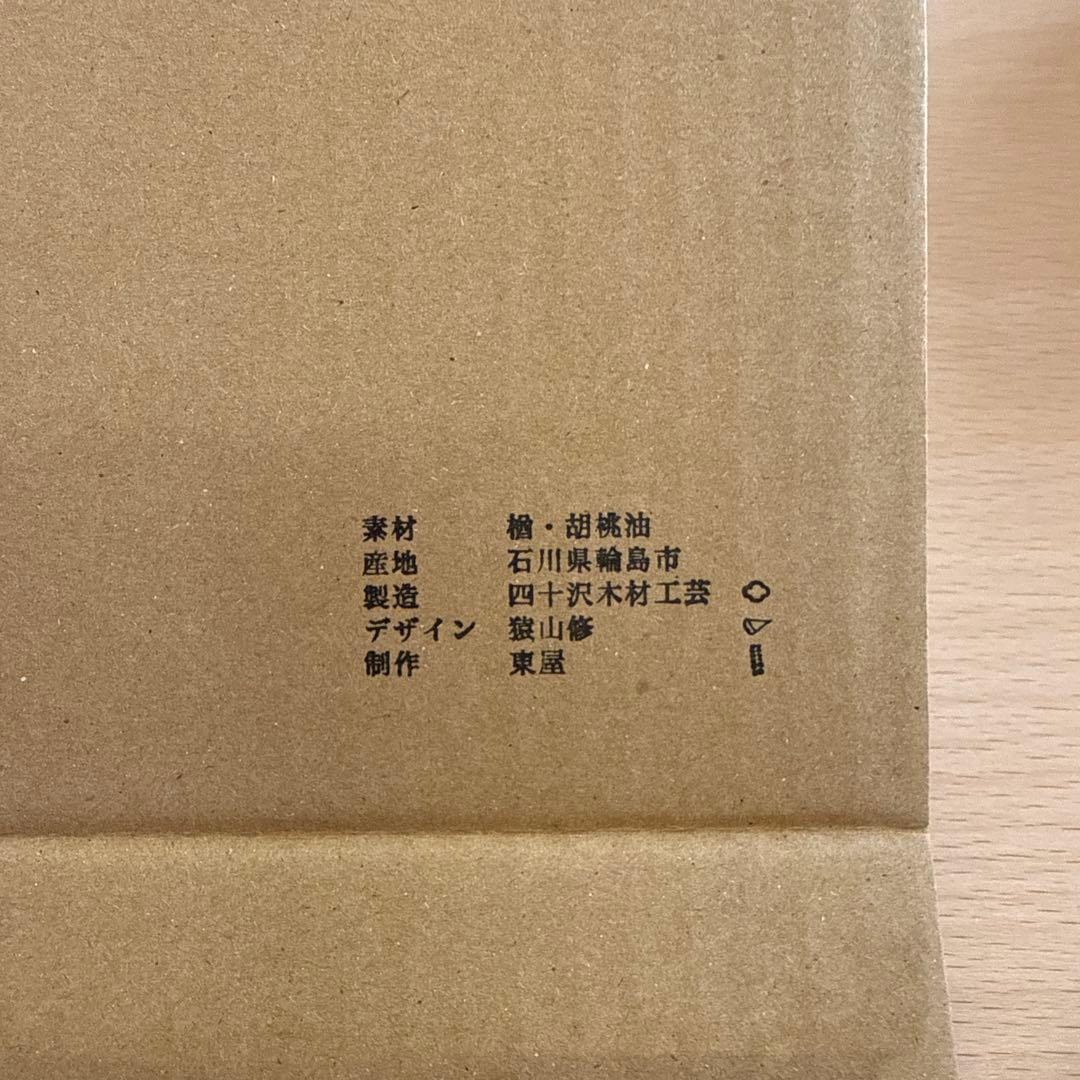 素材 楢・胡桃油
産地 石川県輪島市
製造 四十沢木材工芸
デザイン 猿山修
制作 東屋